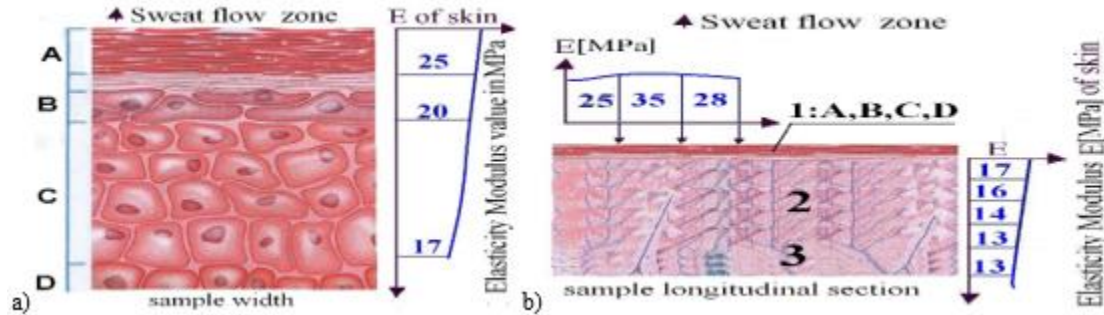 Sweat flow zone
E of skin
A
B
C
D
25
20
17
Elasticity Modulus value in MPa
sample width
a)
Sweat flow zone
E[MPa]
25 35 28
1:A,B,C,D
2
3
E
17
16
14
13
13
Elasticity Modulus E[MPa] of skin
sample longitudinal section
b)